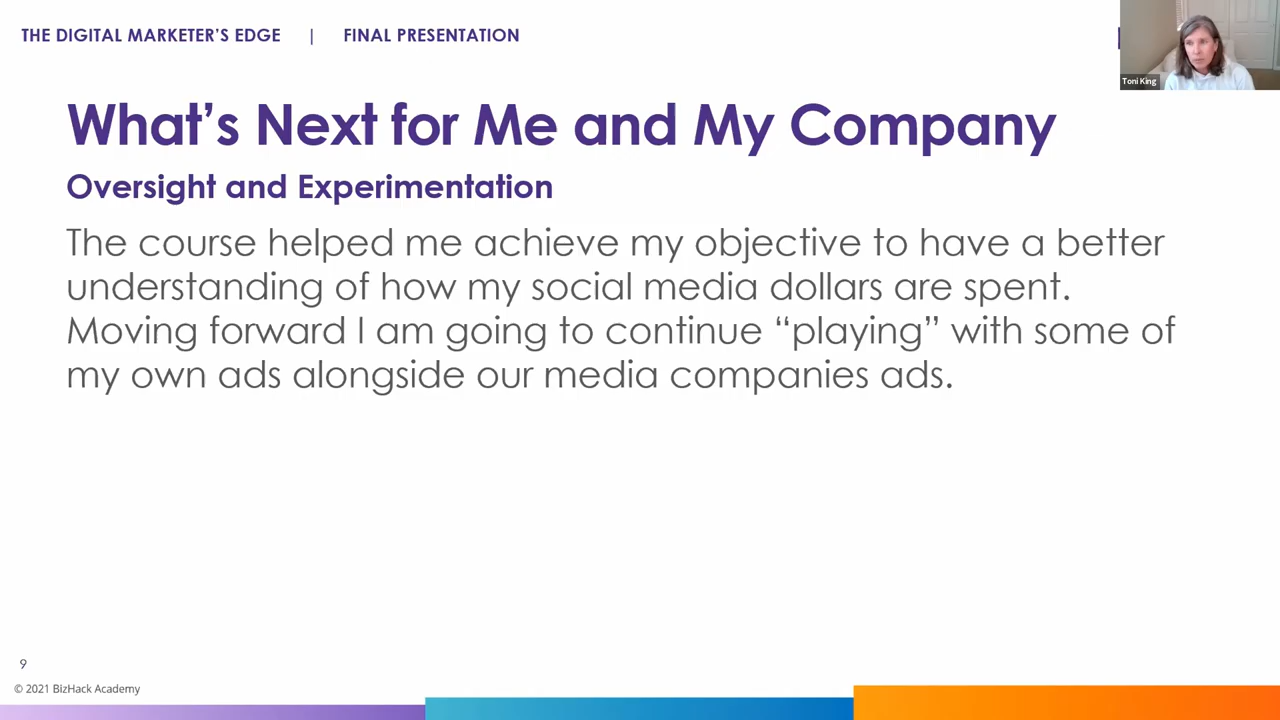 THE DIGITAL MARKETER'S EDGE | FINAL PRESENTATION
Toni King
What's Next for Me and My Company
Oversight and Experimentation
The course helped me achieve my objective to have a better
understanding of how my social media dollars are spent.
Moving forward I am going to continue “playing” with some of
my own ads alongside our media companies ads.
9
© 2021 BizHack Academy